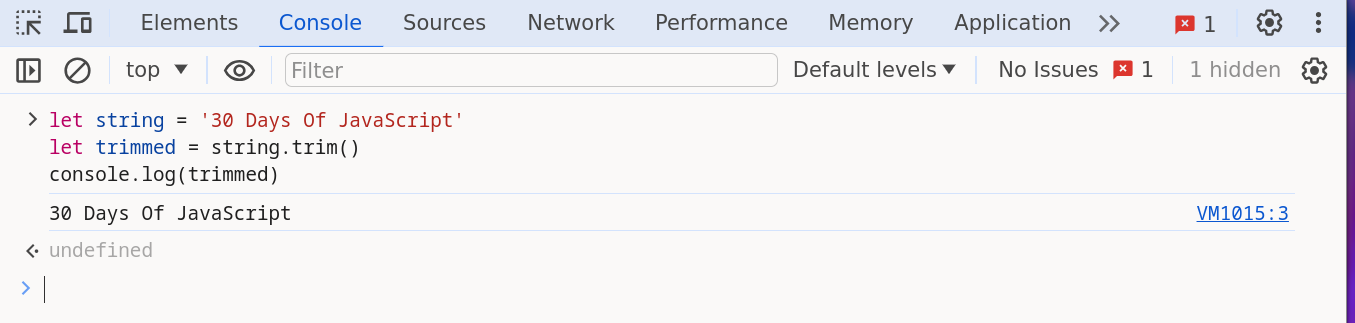 Elements Console Sources Network Performance Memory Application 1
top Filter Default levels No Issues 1 1 hidden
let string = '30 Days Of JavaScript'
let trimmed = string.trim()
console.log(trimmed)
30 Days Of JavaScript VM1015:3
undefined